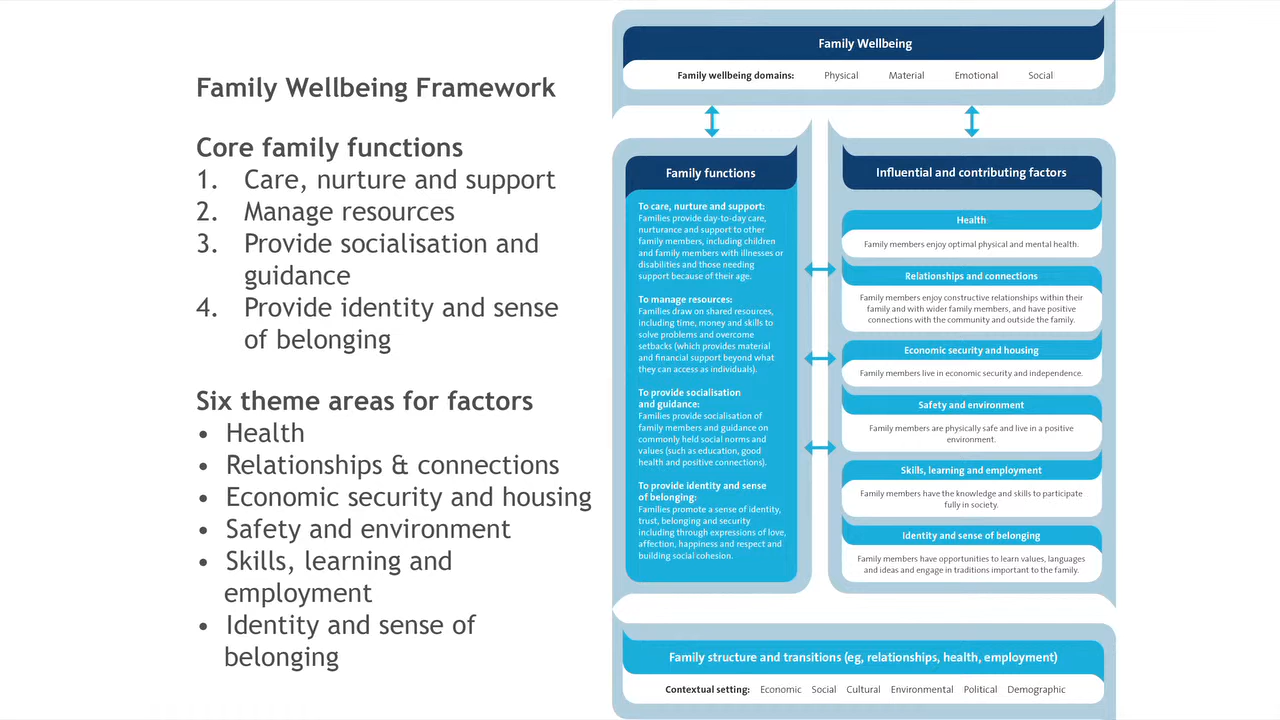 Family Wellbeing Framework
Core family functions
1. Care, nurture and support
2. Manage resources
3. Provide socialisation and
guidance
4. Provide identity and sense
of belonging
Six theme areas for factors
• Health
• Relationships & connections
• Economic security and housing
• Safety and environment
• Skills, learning and
employment
• Identity and sense of
belonging
Family Wellbeing
Family wellbeing domains: Physical Material Emotional Social
Family functions
To care, nurture and support:
Families provide day-to-day care,
nurturance and support to other
family members, including children
and family members with illnesses or
disabilities and those needing
support because of their age.
To manage resources:
Families draw on shared resources,
including time, money and skills to
solve problems and overcome
setbacks (which provides material
and financial support beyond what
they can access as individuals).
To provide socialisation
and guidance:
Families provide socialisation of
family members and guidance on
commonly held social norms and
values (such as education, good
health and positive connections).
To provide identity and sense
of belonging:
Families promote a sense of identity,
trust, belonging and security
including through expressions of love,
affection, happiness and respect and
building social cohesion.
Influential and contributing factors
Health
Family members enjoy optimal physical and mental health.
Relationships and connections
Family members enjoy constructive relationships within their
family and with wider family members, and have positive
connections with the community and outside the family.
Economic security and housing
Family members live in economic security and independence.
Safety and environment
Family members are physically safe and live in a positive
environment.
Skills, learning and employment
Family members have the knowledge and skills to participate
fully in society.
Identity and sense of belonging
Family members have opportunities to learn values, languages
and ideas and engage in traditions important to the family.
Family structure and transitions (eg, relationships, health, employment)
Contextual setting: Economic Social Cultural Environmental Political Demographic